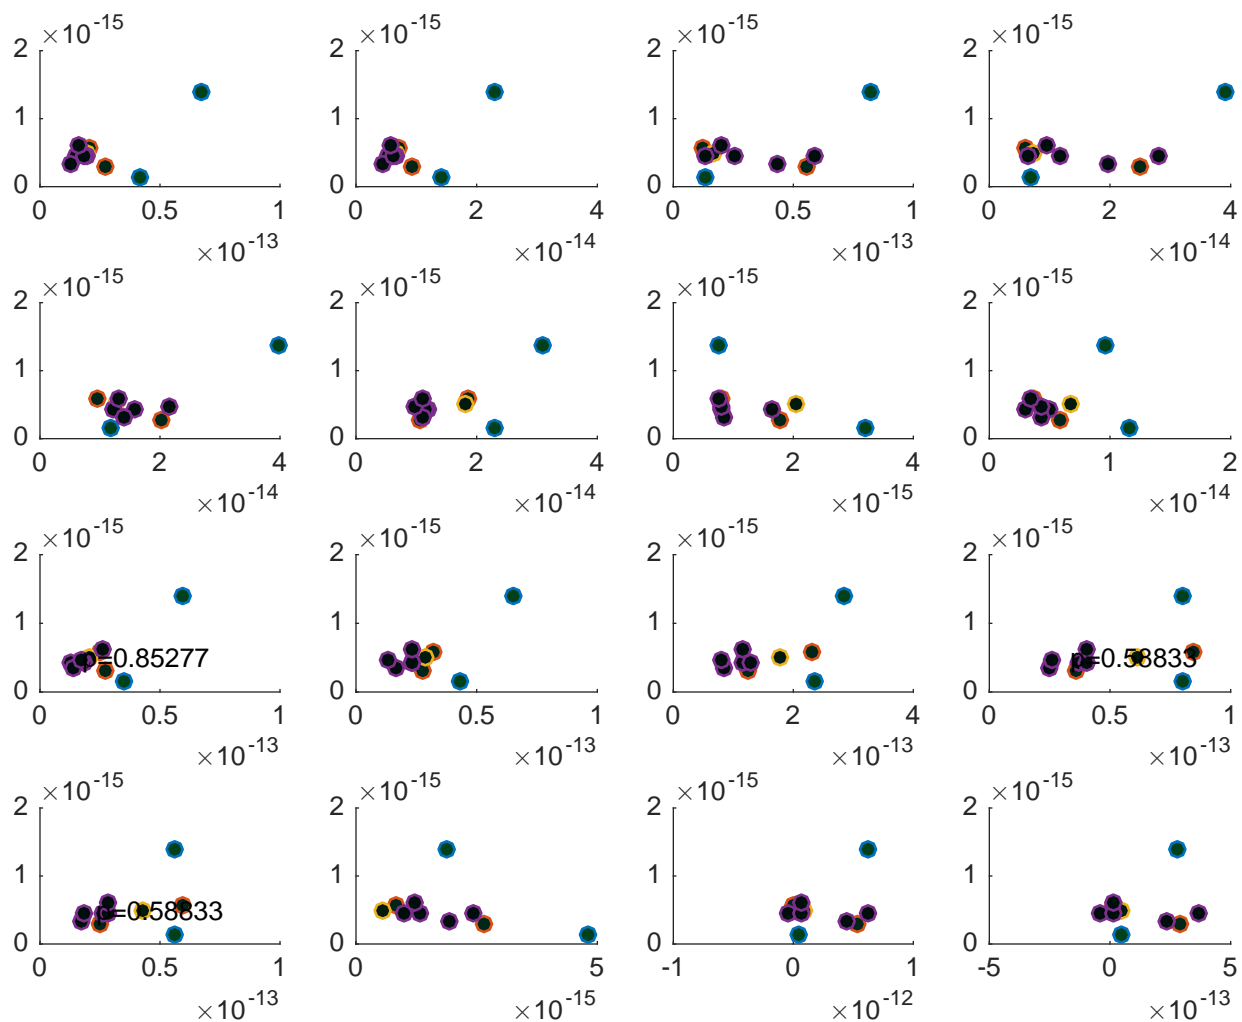 ×10-15 ×10-15 ×10-15 ×10-15
2 2 2 2
1 1 1 1
0 0 0 0
0 0.5 1 0 2 4 0 0.5 1 0 2 4
×10-13 ×10-14 ×10-13 ×10-14
×10-15 ×10-15 ×10-15 ×10-15
2 2 2 2
1 1 1 1
0 0 0 0
0 2 4 0 2 4 0 2 4 0 1 2
×10-14 ×10-14 ×10-15 ×10-14
×10-15 ×10-15 ×10-15 ×10-15
2 2 2 2
1 1 1 1
p=0.85277 p=0.58833
0 0 0 0
0 0.5 1 0 0.5 1 0 2 4 0 0.5 1
×10-13 ×10-13 ×10-13 ×10-13
×10-15 ×10-15 ×10-15 ×10-15
2 2 2 2
1 1 1 1
p=0.58833
0 0 0 0
0 0.5 1 0 5 -1 0 1 -5 0 5
×10-13 ×10-15 ×10-12 ×10-13